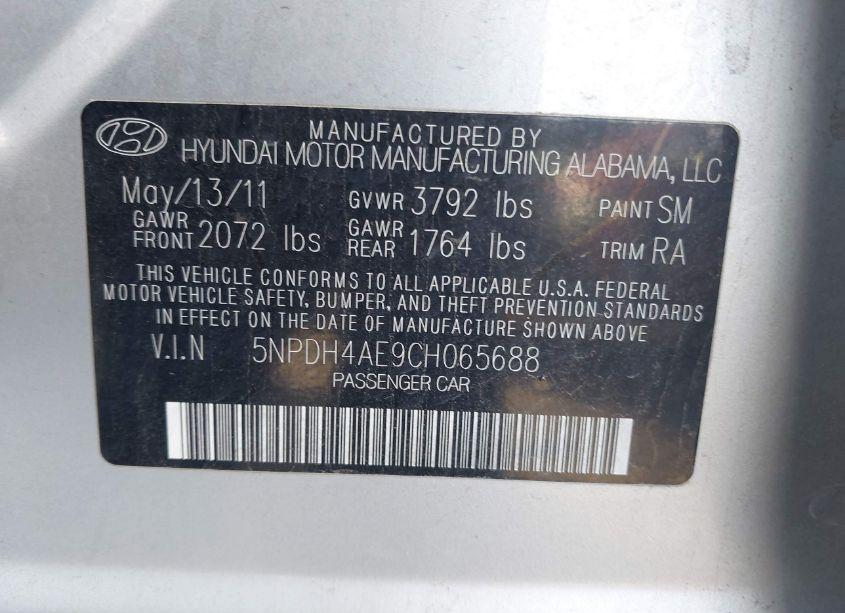 MANUFACTURED BY
HYUNDAI MOTOR MANUFACTURING ALABAMA, LLC
May/13/11 GVWR 3792 lbs PAINT SM
GAWR FRONT 2072 lbs GAWR REAR 1764 lbs TRIM RA
THIS VEHICLE CONFORMS TO ALL APPLICABLE U.S.A. FEDERAL
MOTOR VEHICLE SAFETY, BUMPER, AND THEFT PREVENTION STANDARDS
IN EFFECT ON THE DATE OF MANUFACTURE SHOWN ABOVE
V.I.N 5NPDH4AE9CH065688
PASSENGER CAR